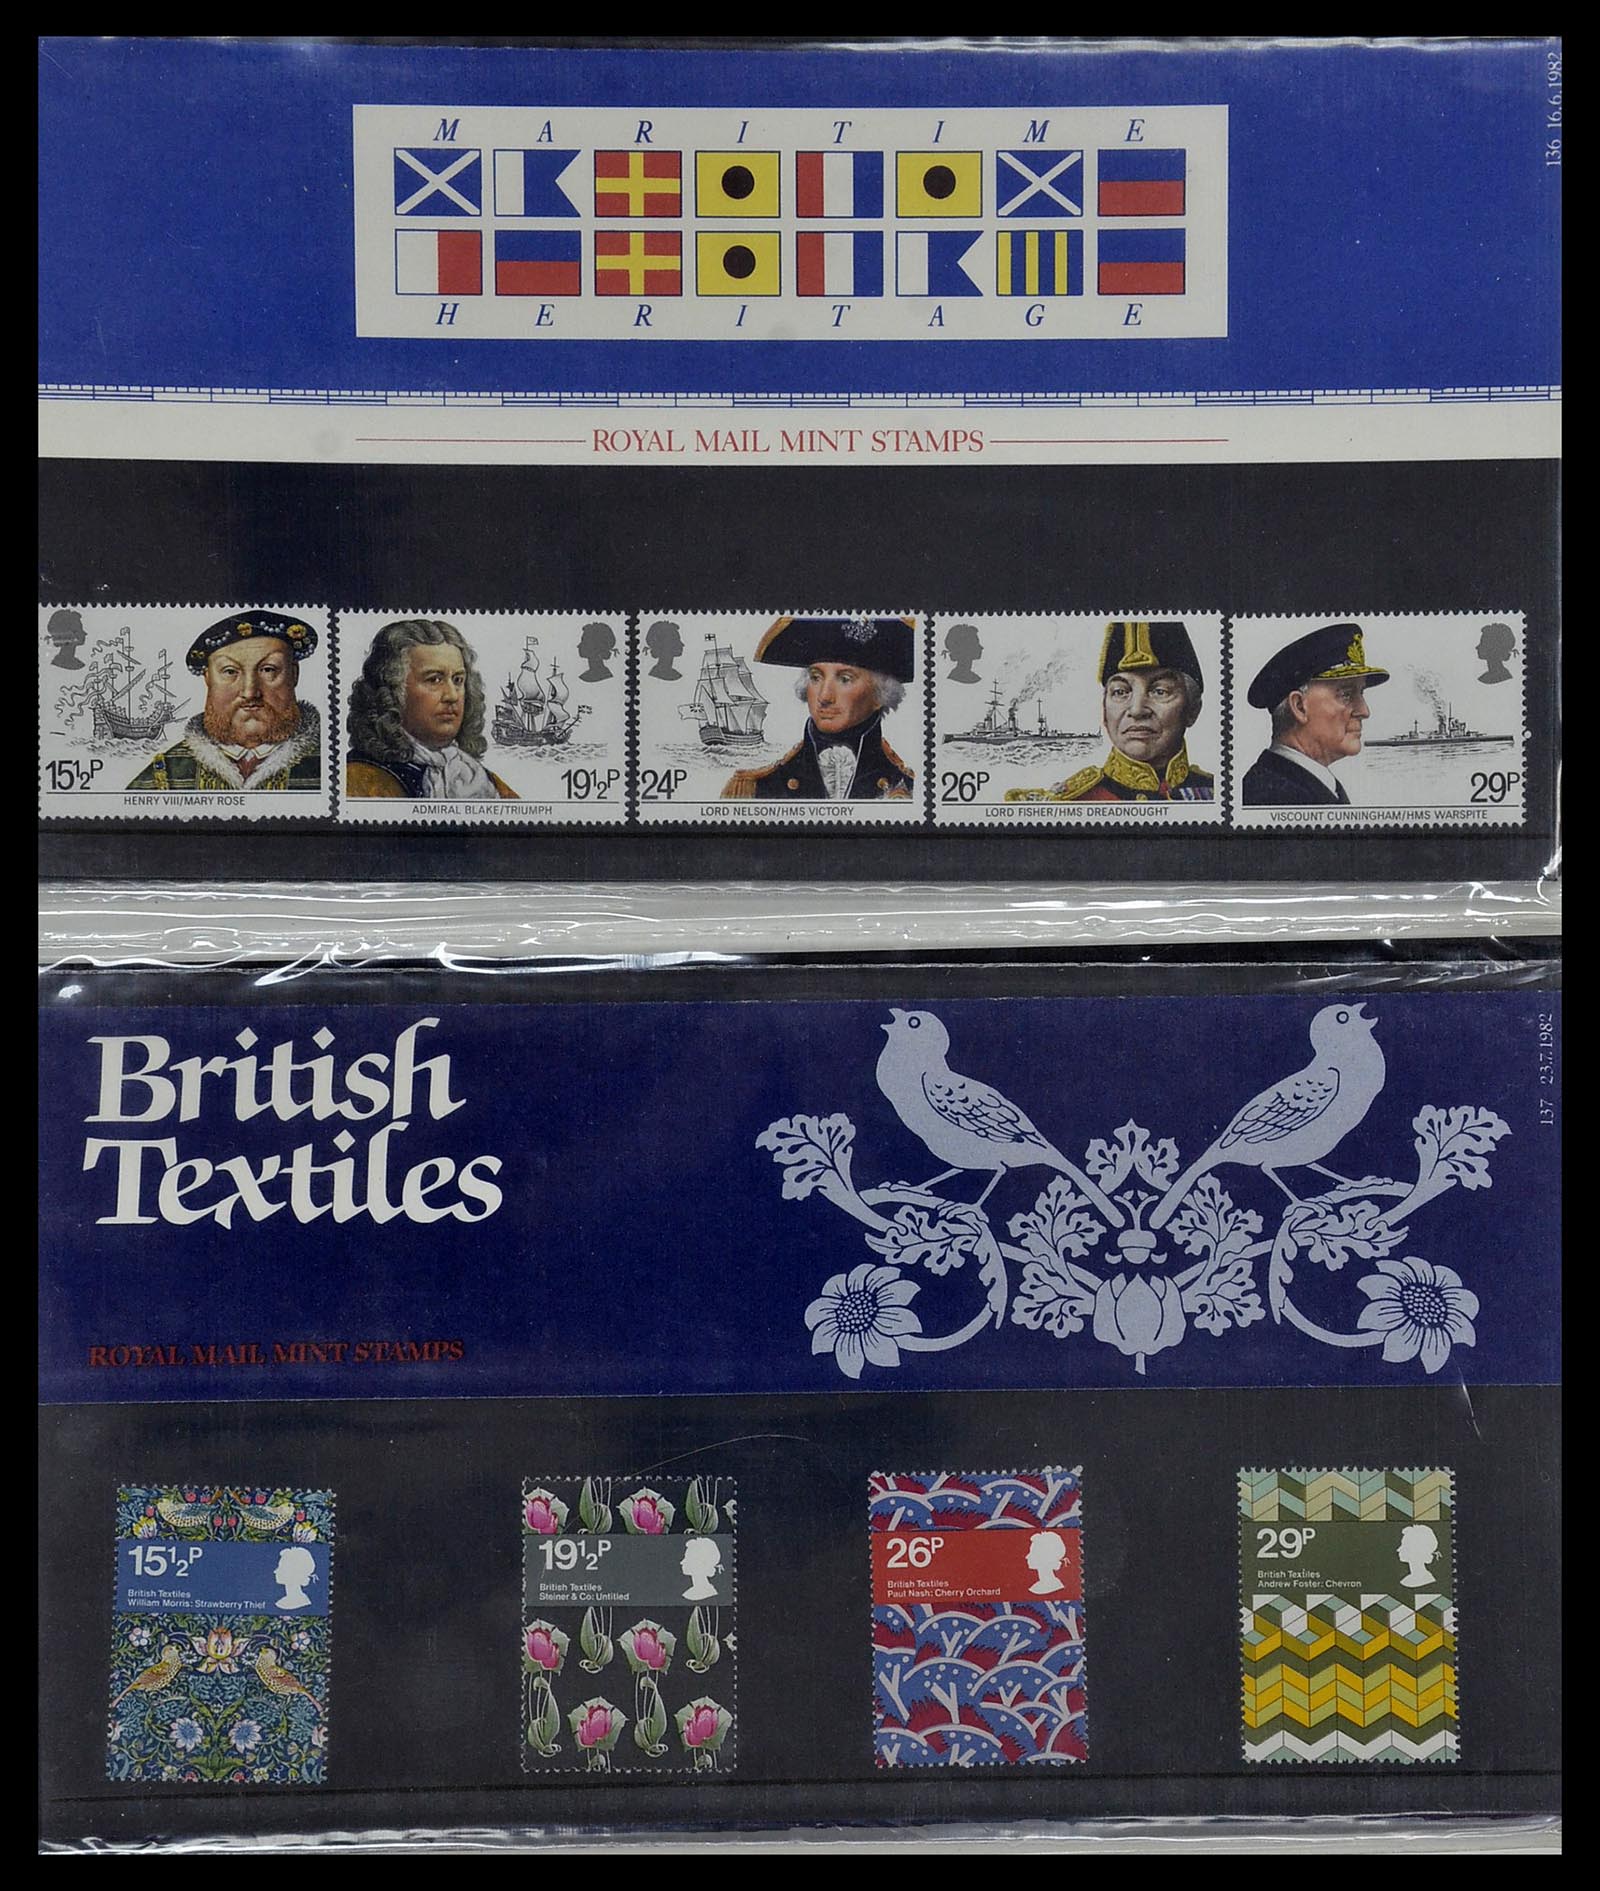 136 16.6.1982
M A R I T I M E
H E R I T A G E
ROYAL MAIL MINT STAMPS
15½P
HENRY VIII/MARY ROSE
19½P
ADMIRAL BLAKE/TRIUMPH
24P
LORD NELSON/HMS VICTORY
26P
LORD FISHER/HMS DREADNOUGHT
29P
VISCOUNT CUNNINGHAM/HMS WARSPITE
137 23.7.1982
British
Textiles
ROYAL MAIL MINT STAMPS
15½P
British Textiles
William Morris: Strawberry Thief
19½P
British Textiles
Steiner & Co: Untitled
26P
British Textiles
Paul Nash: Cherry Orchard
29P
British Textiles
Andrew Foster: Chevron